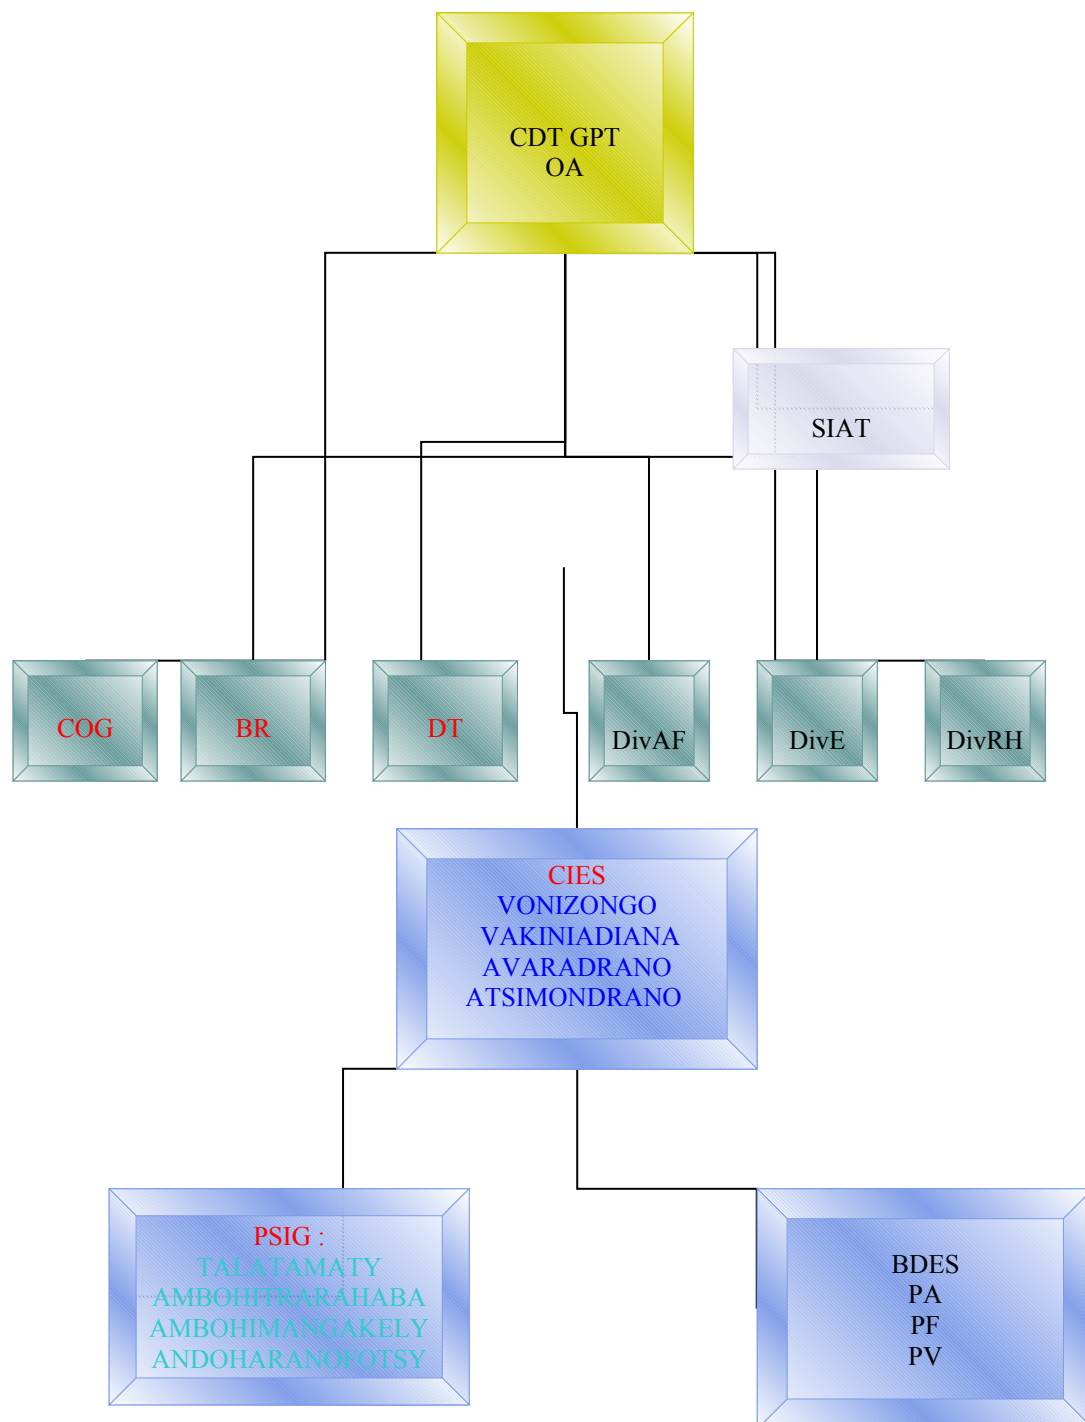 CDT GPT
OA
SIAT
COG
BR
DT
DivAF
DivE
DivRH
CIES
VONIZONGO
VAKINIADIANA
AVARADRANO
ATSIMONDRANO
PSIG :
TALATAMATY
AMBOHITRARAHABA
AMBOHIMANGAKELY
ANDOHARANOFOTSY
BDES
PA
PF
PV